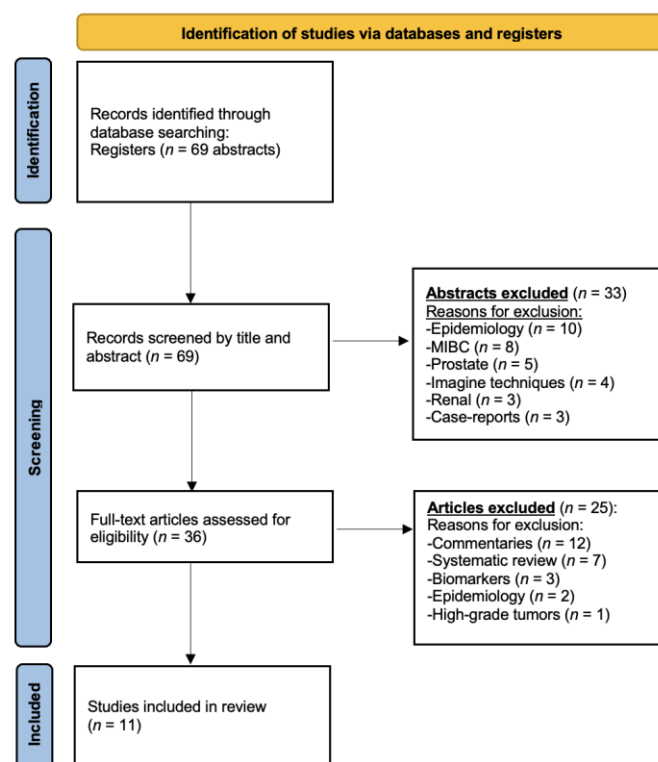 Identification of studies via databases and registers
Identification
Records identified through
database searching:
Registers (n = 69 abstracts)
Screening
Records screened by title and
abstract (n = 69)
Abstracts excluded (n = 33)
Reasons for exclusion:
-Epidemiology (n = 10)
-MIBC (n = 8)
-Prostate (n = 5)
-Imagine techniques (n = 4)
-Renal (n = 3)
-Case-reports (n = 3)
Full-text articles assessed for
eligibility (n = 36)
Articles excluded (n = 25):
Reasons for exclusion:
-Commentaries (n = 12)
-Systematic review (n = 7)
-Biomarkers (n = 3)
-Epidemiology (n = 2)
-High-grade tumors (n = 1)
Included
Studies included in review
(n = 11)